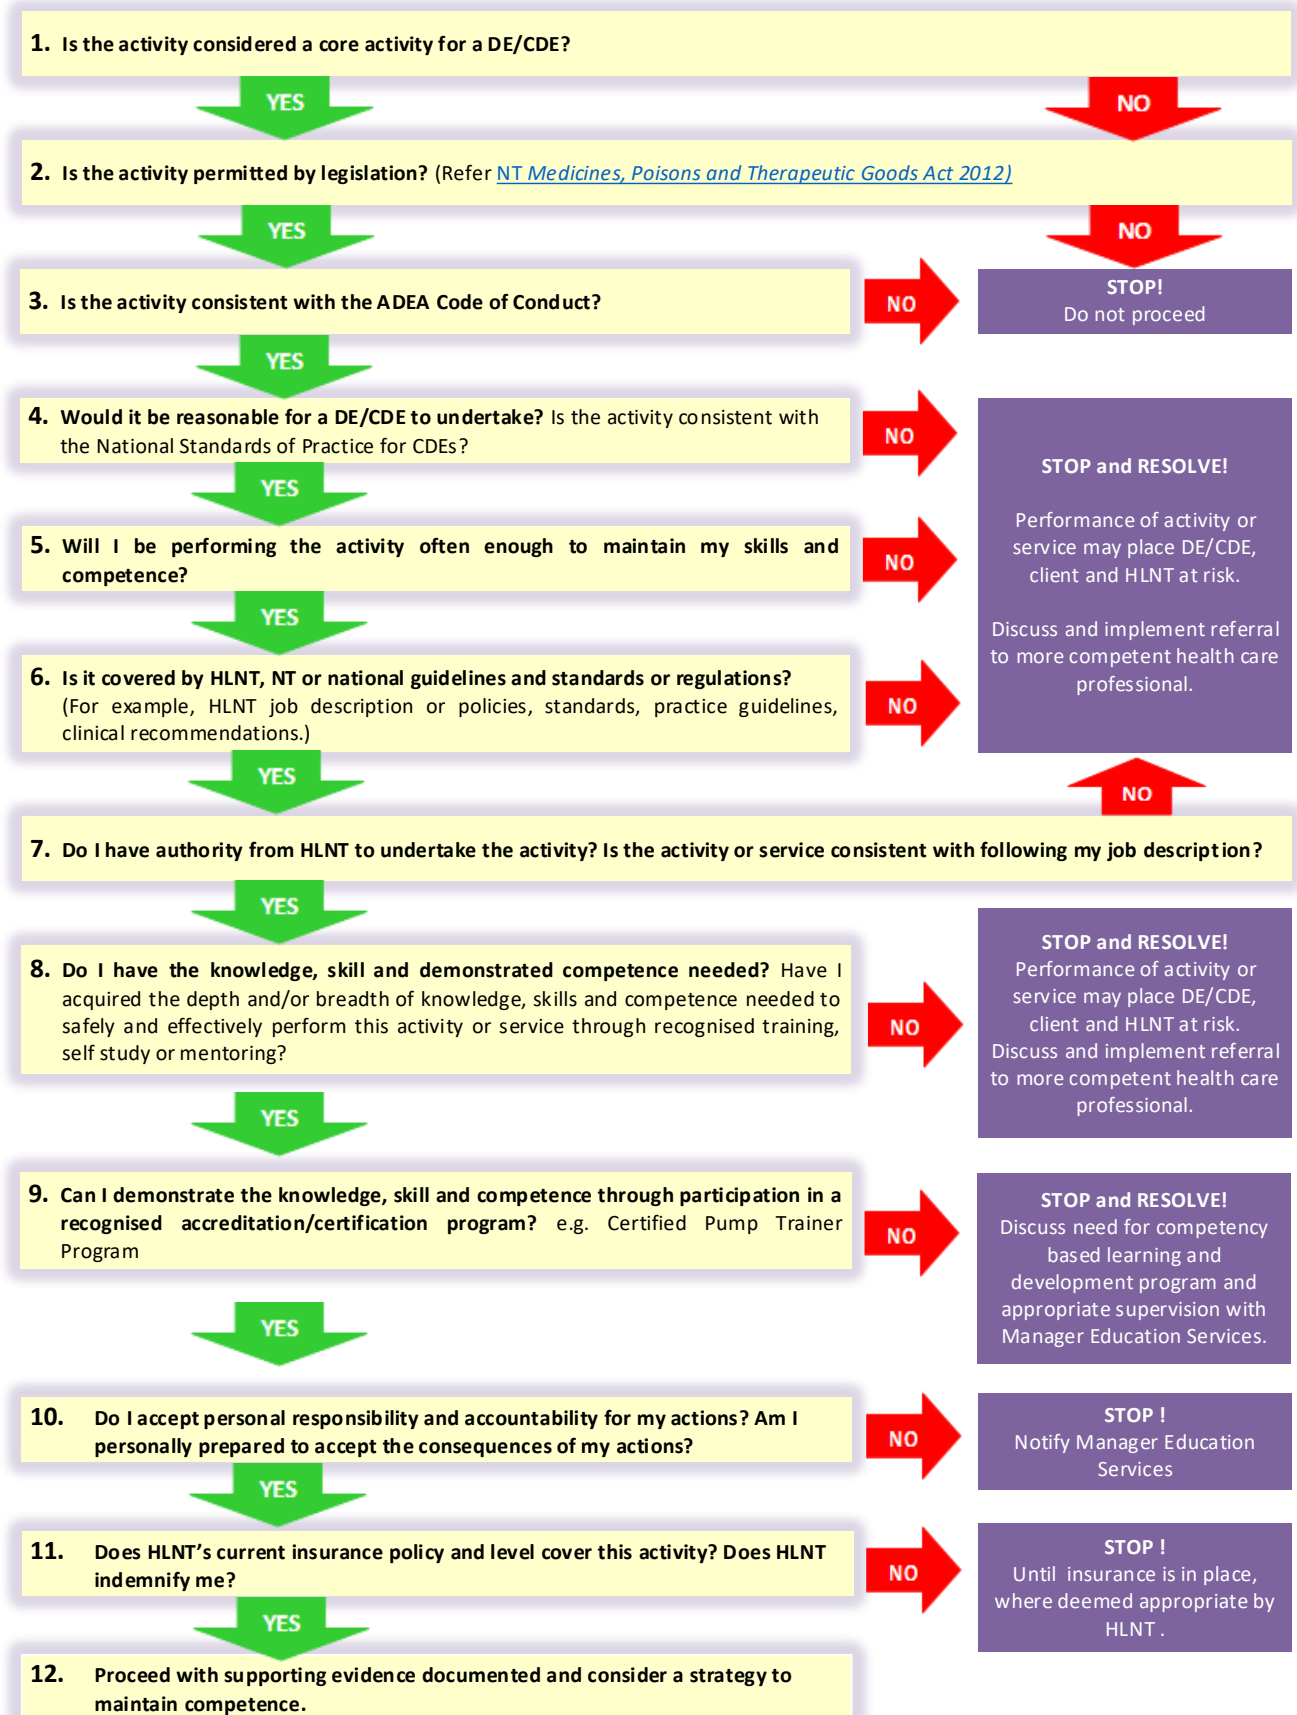 1. Is the activity considered a core activity for a DE/CDE?
YES
NO
2. Is the activity permitted by legislation? (Refer NT Medicines, Poisons and Therapeutic Goods Act 2012)
YES
NO
3. Is the activity consistent with the ADEA Code of Conduct?
NO
STOP!
Do not proceed
YES
4. Would it be reasonable for a DE/CDE to undertake? Is the activity consistent with
the National Standards of Practice for CDEs?
NO
YES
5. Will I be performing the activity often enough to maintain my skills and
competence?
NO
YES
6. Is it covered by HLNT, NT or national guidelines and standards or regulations?
(For example, HLNT job description or policies, standards, practice guidelines,
clinical recommendations.)
NO
STOP and RESOLVE!
Performance of activity or
service may place DE/CDE,
client and HLNT at risk.
Discuss and implement referral
to more competent health care
professional.
YES
NO
7. Do I have authority from HLNT to undertake the activity? Is the activity or service consistent with following my job description?
YES
8. Do I have the knowledge, skill and demonstrated competence needed? Have I
acquired the depth and/or breadth of knowledge, skills and competence needed to
safely and effectively perform this activity or service through recognised training,
self study or mentoring?
NO
STOP and RESOLVE!
Performance of activity or
service may place DE/CDE,
client and HLNT at risk.
Discuss and implement referral
to more competent health care
professional.
YES
9. Can I demonstrate the knowledge, skill and competence through participation in a
recognised accreditation/certification program? e.g. Certified Pump Trainer
Program
NO
STOP and RESOLVE!
Discuss need for competency
based learning and
development program and
appropriate supervision with
Manager Education Services.
YES
10. Do I accept personal responsibility and accountability for my actions? Am I
personally prepared to accept the consequences of my actions?
NO
STOP !
Notify Manager Education
Services
YES
11. Does HLNT's current insurance policy and level cover this activity? Does HLNT
indemnify me?
NO
STOP !
Until insurance is in place,
where deemed appropriate by
HLNT .
YES
12. Proceed with supporting evidence documented and consider a strategy to
maintain competence.